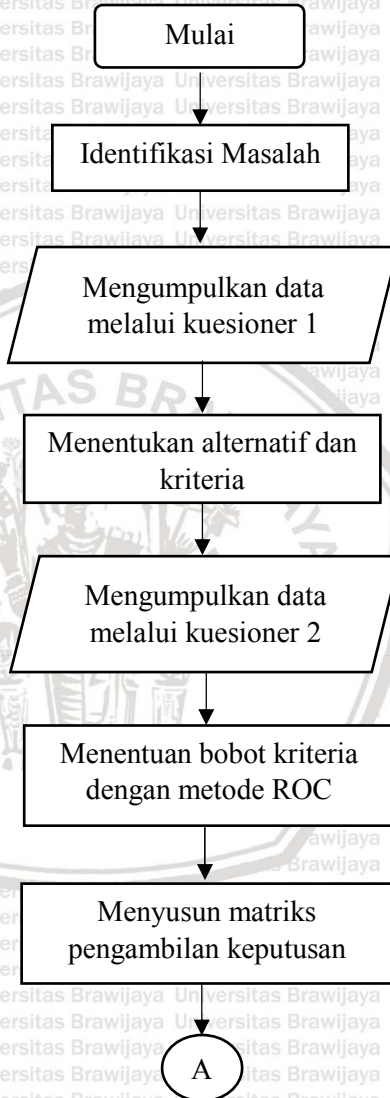 Mulai
Identifikasi Masalah
Mengumpulkan data
melalui kuesioner 1
Menentukan alternatif dan
kriteria
Mengumpulkan data
melalui kuesioner 2
Menentuan bobot kriteria
dengan metode ROC
Menyusun matriks
pengambilan keputusan
A